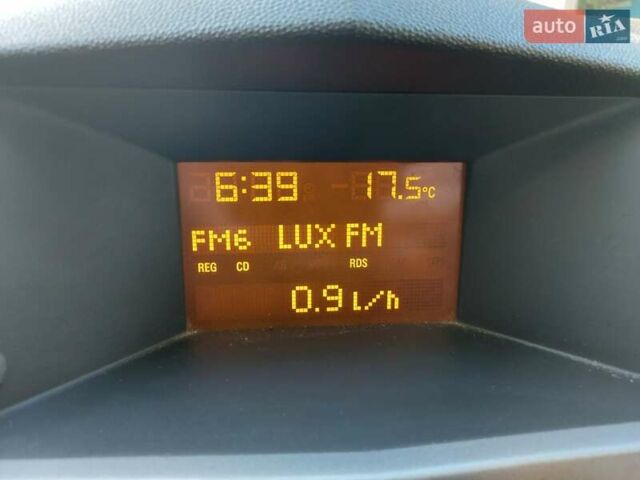 auto RIA
6:39 17.5°C
FM6 LUX FM
REG CD RDS
0.9 l/h